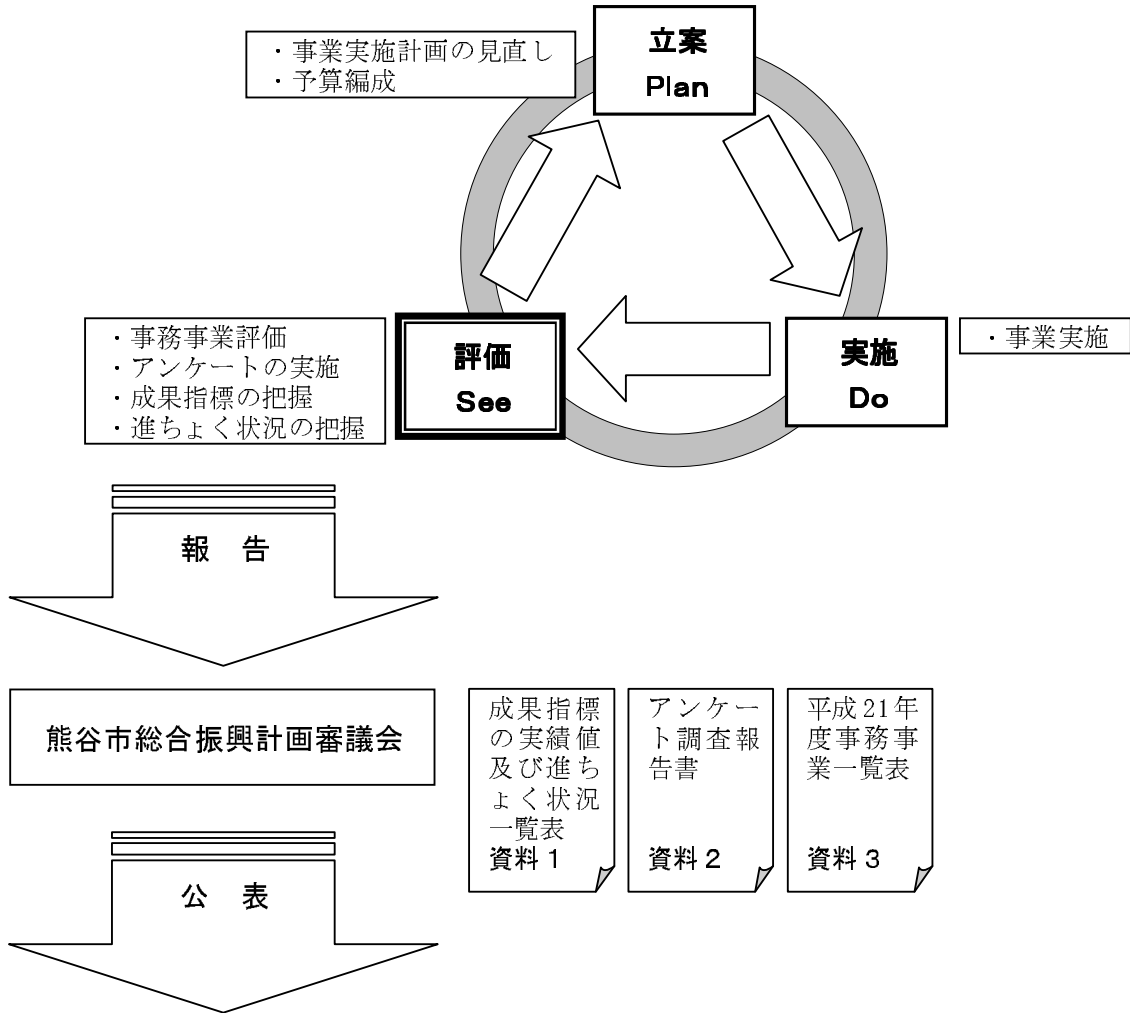 ・事業実施計画の見直し
・予算編成
立案
Plan
・事務事業評価
・アンケートの実施
・成果指標の把握
・進ちょく状況の把握
評価
See
実施
Do
・事業実施
報 告
熊谷市総合振興計画審議会
成果指標
の実績値
及び進ち
ょく状況
一覧表
資料1
アンケー
ト調査報
告書
資料2
平成21年
度事務事
業一覧表
資料3
公 表